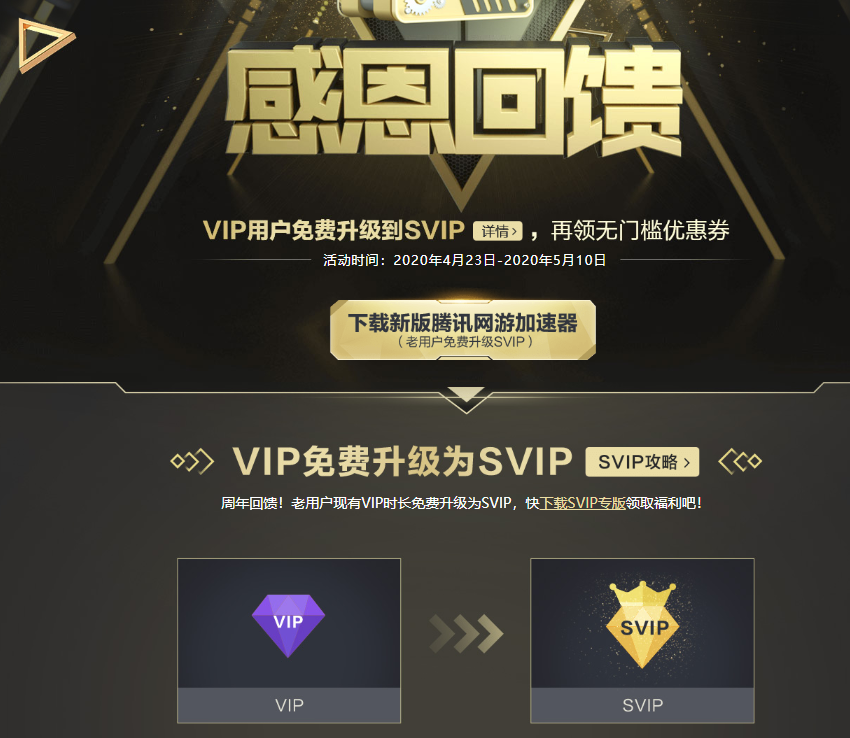 感恩回馈
VIP用户免费升级到SVIP 详情› ，再领无门槛优惠券
活动时间：2020年4月23日-2020年5月10日
下载新版腾讯网游加速器
（老用户免费升级SVIP）
VIP免费升级为SVIP SVIP攻略›
周年回馈！老用户现有VIP时长免费升级为SVIP，快下载SVIP专版领取福利吧！
VIP SVIP
VIP SVIP